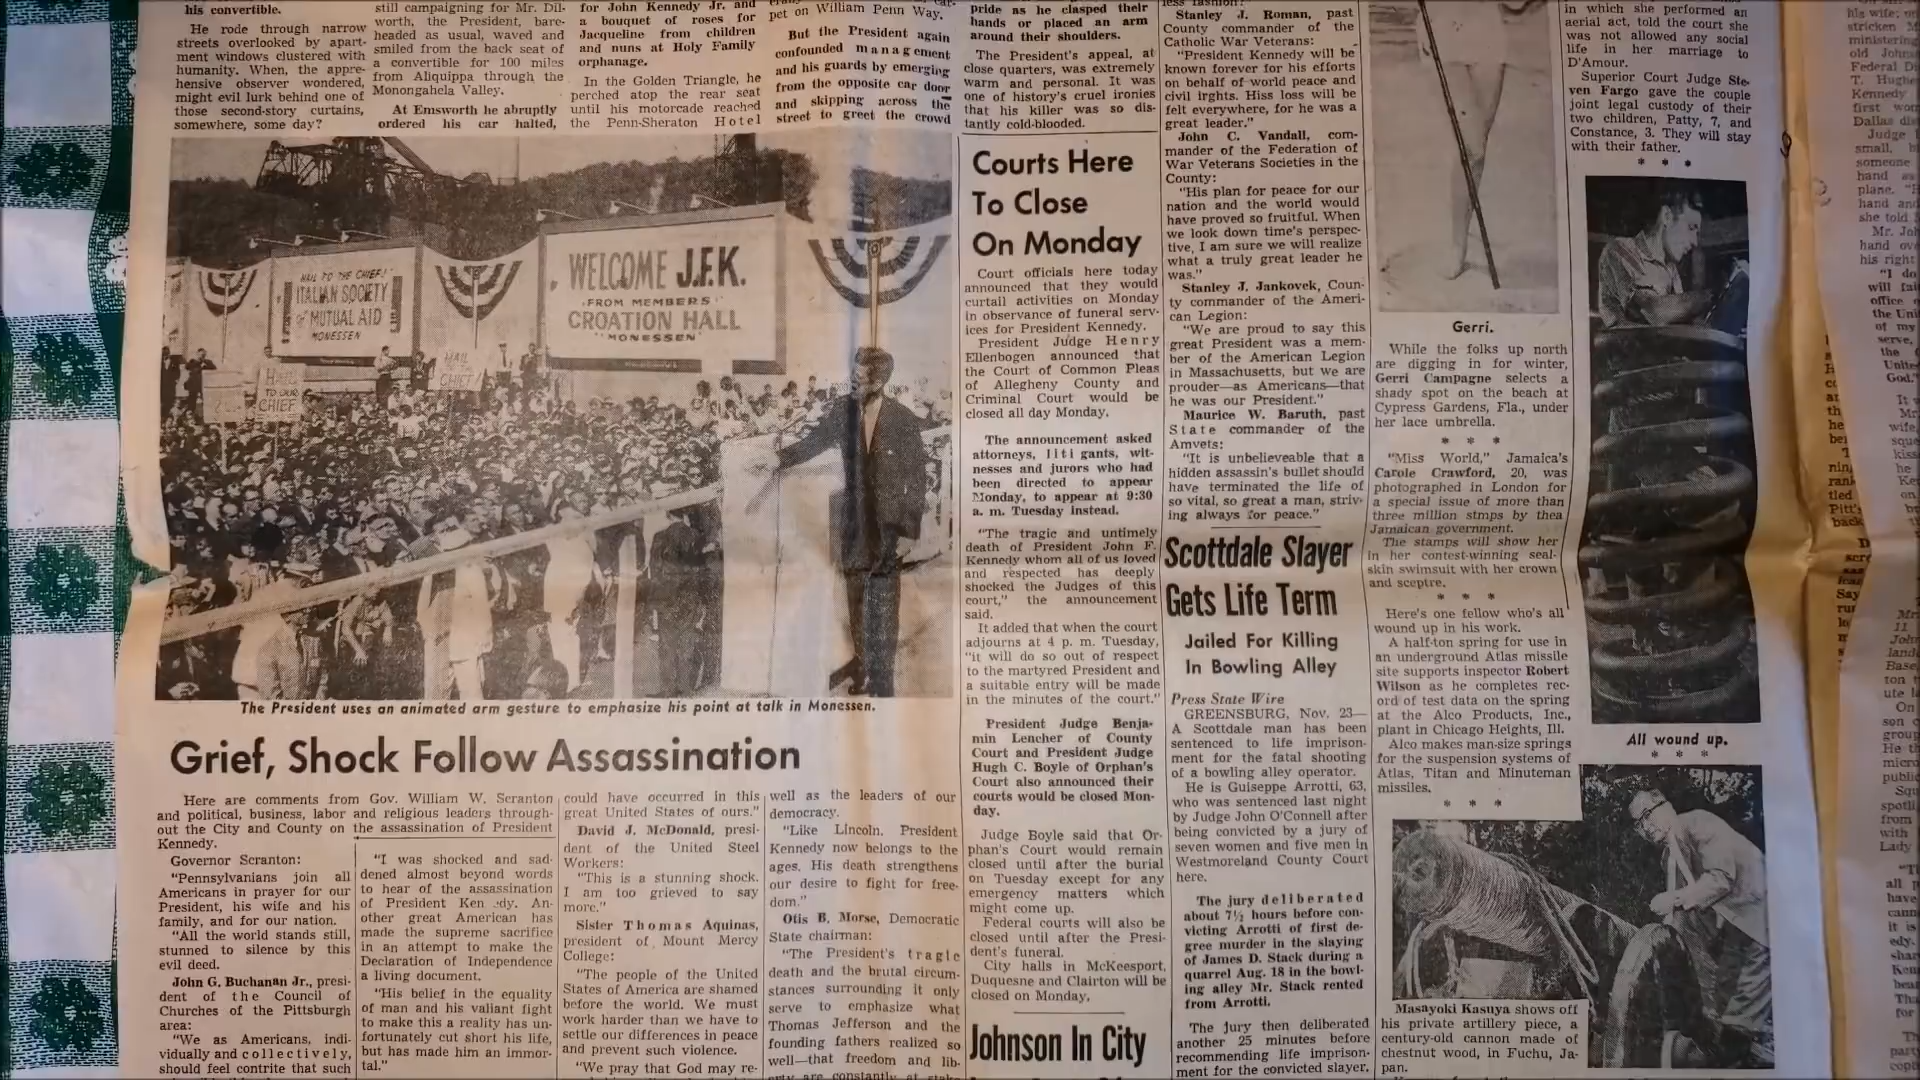 his convertible.
He rode through narrow
streets overlooked by apart-
ment windows clustered with
humanity. When, the appre-
hensive observer wondered,
might evil lurk behind one of
those second-story curtains,
somewhere, some day?
still campaigning for Mr. Dil-
worth, the President, bare-
headed as usual, waved and
smiled from the back seat of
a convertible for 100 miles
from Aliquippa through the
Monongahela Valley.
At Emsworth he abruptly
ordered his car halted,
for John Kennedy Jr. and
a bouquet of roses for
Jacqueline from children
and nuns at Holy Family
orphanage.
In the Golden Triangle, he
perched atop the rear seat
until his motorcade reached
the Penn-Sheraton Hotel
pet on William Penn Way.
But the President again
confounded management
and his guards by emerging
from the opposite car door
and skipping across the
street to greet the crowd
pride as he clasped their
hands or placed an arm
around their shoulders.
The President's appeal, at
close quarters, was extremely
warm and personal. It was
one of history's cruel ironies
that his killer was so dis-
tantly cold-blooded.
HAIL TO THE CHIEF!
ITALIAN SOCIETY
of MUTUAL AID
MONESSEN
WELCOME J.F.K.
FROM MEMBERS
CROATION HALL
"MONESSEN"
HAIL
TO OUR
CHIEF
HAIL
CHIEF
The President uses an animated arm gesture to emphasize his point at talk in Monessen.
Grief, Shock Follow Assassination
Here are comments from Gov. William W. Scranton
and political, business, labor and religious leaders through-
out the City and County on the assassination of President
Kennedy.
Governor Scranton:
"Pennsylvanians join all
Americans in prayer for our
President, his wife and his
family, and for our nation.
"All the world stands still,
stunned to silence by this
evil deed.
John G. Buchanan Jr., presi-
dent of the Council of
Churches of the Pittsburgh
area:
"We as Americans, indi-
vidually and collectively,
should feel contrite that such
"I was shocked and sad-
dened almost beyond words
to hear of the assassination
of President Ken dy. An-
other great American has
made the supreme sacrifice
in an attempt to make the
Declaration of Independence
a living document.
"His belief in the equality
of man and his valiant fight
to make this a reality has un-
fortunately cut short his life,
but has made him an immor-
tal."
could have occurred in this
great United States of ours."
David J. McDonald, presi-
dent of the United Steel
Workers:
"This is a stunning shock.
I am too grieved to say
more."
Sister Thomas Aquinas,
president of Mount Mercy
College:
"The people of the United
States of America are shamed
before the world. We must
work harder than we have to
settle our differences in peace
and prevent such violence.
"We pray that God may re-
well as the leaders of our
democracy.
"Like Lincoln, President
Kennedy now belongs to the
ages. His death strengthens
our desire to fight for free-
dom."
Otis B. Morse, Democratic
State chairman:
"The President's tragic
death and the brutal circum-
stances surrounding it only
serve to emphasize what
Thomas Jefferson and the
founding fathers realized so
well—that freedom and lib-
erty are constantly at stake
Courts Here
To Close
On Monday
Court officials here today
announced that they would
curtail activities on Monday
in observance of funeral serv-
ices for President Kennedy.
President Judge Henry
Ellenbogen announced that
the Court of Common Pleas
of Allegheny County and
Criminal Court would be
closed all day Monday.
The announcement asked
attorneys, liti gants, wit-
nesses and jurors who had
been directed to appear
Monday, to appear at 9:30
a. m. Tuesday instead.
"The tragic and untimely
death of President John F.
Kennedy whom all of us loved
and respected has deeply
shocked the Judges of this
court," the announcement
said.
It added that when the court
adjourns at 4 p. m. Tuesday,
"it will do so out of respect
to the martyred President and
a suitable entry will be made
in the minutes of the court."
President Judge Benja-
min Lencher of County
Court and President Judge
Hugh C. Boyle of Orphan's
Court also announced their
courts would be closed Mon-
day.
Judge Boyle said that Or-
phan's Court would remain
closed until after the burial
on Tuesday except for any
emergency matters which
might come up.
Federal courts will also be
closed until after the Presi-
dent's funeral.
City halls in McKeesport,
Duquesne and Clairton will be
closed on Monday.
Johnson In City
less fashion.
Stanley J. Roman, past
County commander of the
Catholic War Veterans:
"President Kennedy will be
known forever for his efforts
on behalf of world peace and
civil irghts. Hiss loss will be
felt everywhere, for he was a
great leader."
John C. Vandall, com-
mander of the Federation of
War Veterans Societies in the
County:
"His plan for peace for our
nation and the world would
have proved so fruitful. When
we look down time's perspec-
tive, I am sure we will realize
what a truly great leader he
was."
Stanley J. Jankovek, Coun-
ty commander of the Ameri-
can Legion:
"We are proud to say this
great President was a mem-
ber of the American Legion
in Massachusetts, but we are
prouder—as Americans—that
he was our President."
Maurice W. Baruth, past
State commander of the
Amvets:
"It is unbelieveable that a
hidden assassin's bullet should
have terminated the life of
so vital, so great a man, striv-
ing always for peace."
Scottdale Slayer
Gets Life Term
Jailed For Killing
In Bowling Alley
Press State Wire
GREENSBURG, Nov. 23—
A Scottdale man has been
sentenced to life imprison-
ment for the fatal shooting
of a bowling alley operator.
He is Guiseppe Arrotti, 63,
who was sentenced last night
by Judge John O'Connell after
being convicted by a jury of
seven women and five men in
Westmoreland County Court
here.
The jury deliberated
about 7½ hours before con-
victing Arrotti of first de-
gree murder in the slaying
of James D. Stack during a
quarrel Aug. 18 in the bowl-
ing alley Mr. Stack rented
from Arrotti.
The jury then deliberated
another 25 minutes before
recommending life imprison-
ment for the convicted slayer.
Gerri.
While the folks up north
are digging in for winter,
Gerri Campagne selects a
shady spot on the beach at
Cypress Gardens, Fla., under
her lace umbrella.
* * *
"Miss World," Jamaica's
Carole Crawford, 20, was
photographed in London for
a special issue of more than
three million stmps by thea
Jamaican government.
The stamps will show her
in her contest-winning seal-
skin swimsuit with her crown
and sceptre.
* * *
Here's one fellow who's all
wound up in his work.
A half-ton spring for use in
an underground Atlas missile
site supports inspector Robert
Wilson as he completes rec-
ord of test data on the spring
at the Alco Products, Inc.,
plant in Chicago Heights, Ill.
Alco makes man-size springs
for the suspension systems of
Atlas, Titan and Minuteman
missiles.
* * *
Masayoki Kasuya shows off
his private artillery piece, a
century-old cannon made of
chestnut wood, in Fuchu, Ja-
pan.
in which she performed an
aerial act, told the court she
was not allowed any social
life in her marriage to
D'Amour.
Superior Court Judge Ste-
ven Fargo gave the couple
joint legal custody of their
two children, Patty, 7, and
Constance, 3. They will stay
with their father.
* * *
All wound up.
* * *